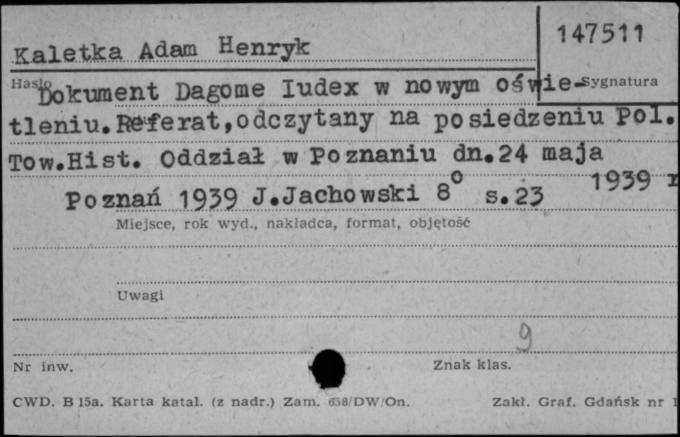 147511
Kaletka Adam Henryk
Hasło
Sygnatura
Dokument Dagome Iudex w nowym oświe-
tleniu. Referat, odczytany na posiedzeniu Pol.
Tow.Hist. Oddział w Poznaniu dn.24 maja
1939 r
Poznań 1939 J.Jachowski 8° s.23
Miejsce, rok wyd., nakładca, format, objętość
Uwagi
9
Nr inw.
Znak klas.
CWD. B 15a. Karta katal. (z nadr.) Zam. 658/DW/On.
Zakł. Graf. Gdańsk nr 1